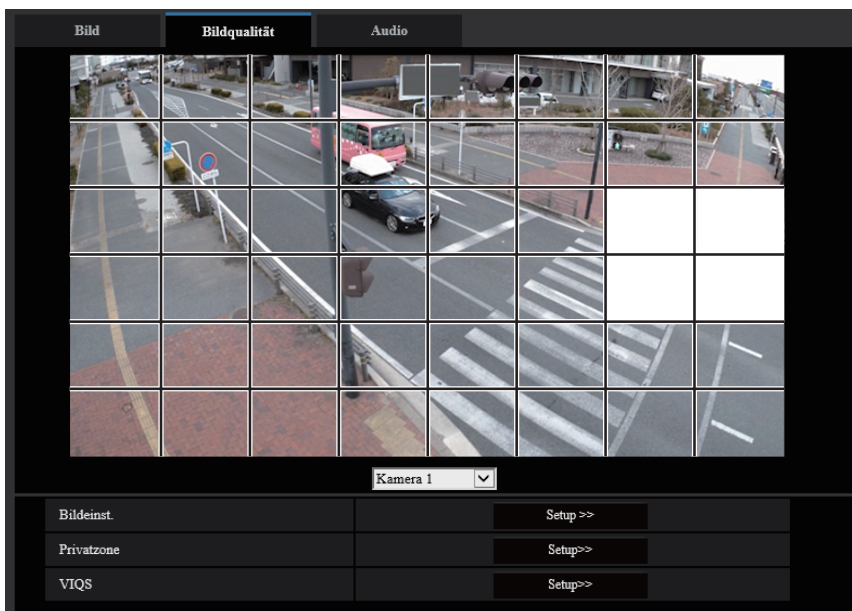 Bild Bildqualität Audio
Kamera 1
Bildeinst. Setup >>
Privatzone Setup>>
VIQS Setup>>